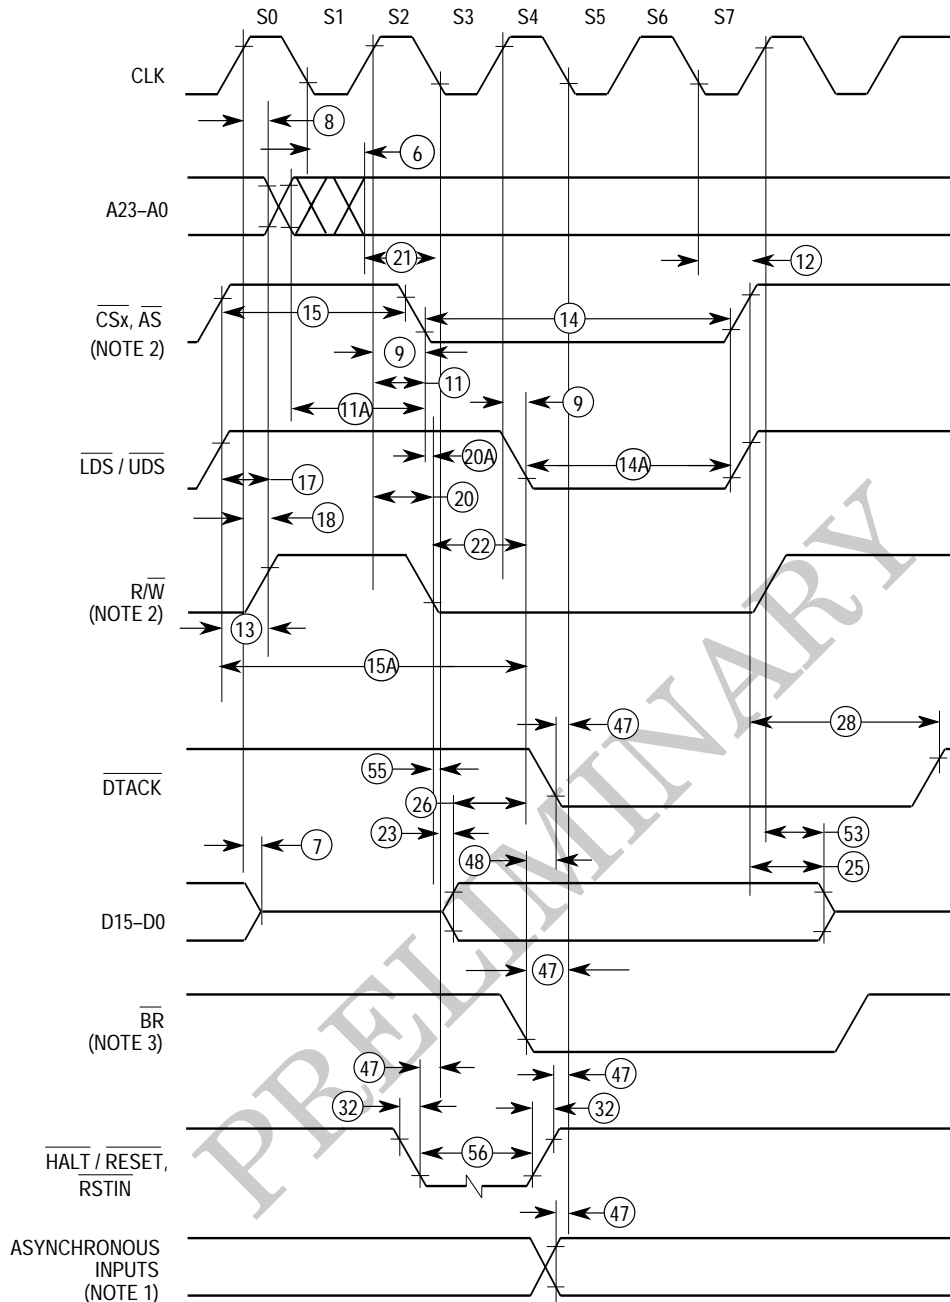 S0 S1 S2 S3 S4 S5 S6 S7
CLK
8
6
A23–A0
21
12
CSx, AS
(NOTE 2)
15
14
9
11
11A
9
LDS / UDS
20A
14A
17
20
18
22
R/W
(NOTE 2)
13
15A
47
28
DTACK
55
26
23
53
7
48
25
D15–D0
47
BR
(NOTE 3)
47
47
32
32
HALT / RESET,
RSTIN
56
47
ASYNCHRONOUS
INPUTS
(NOTE 1)
PRELIMINARY